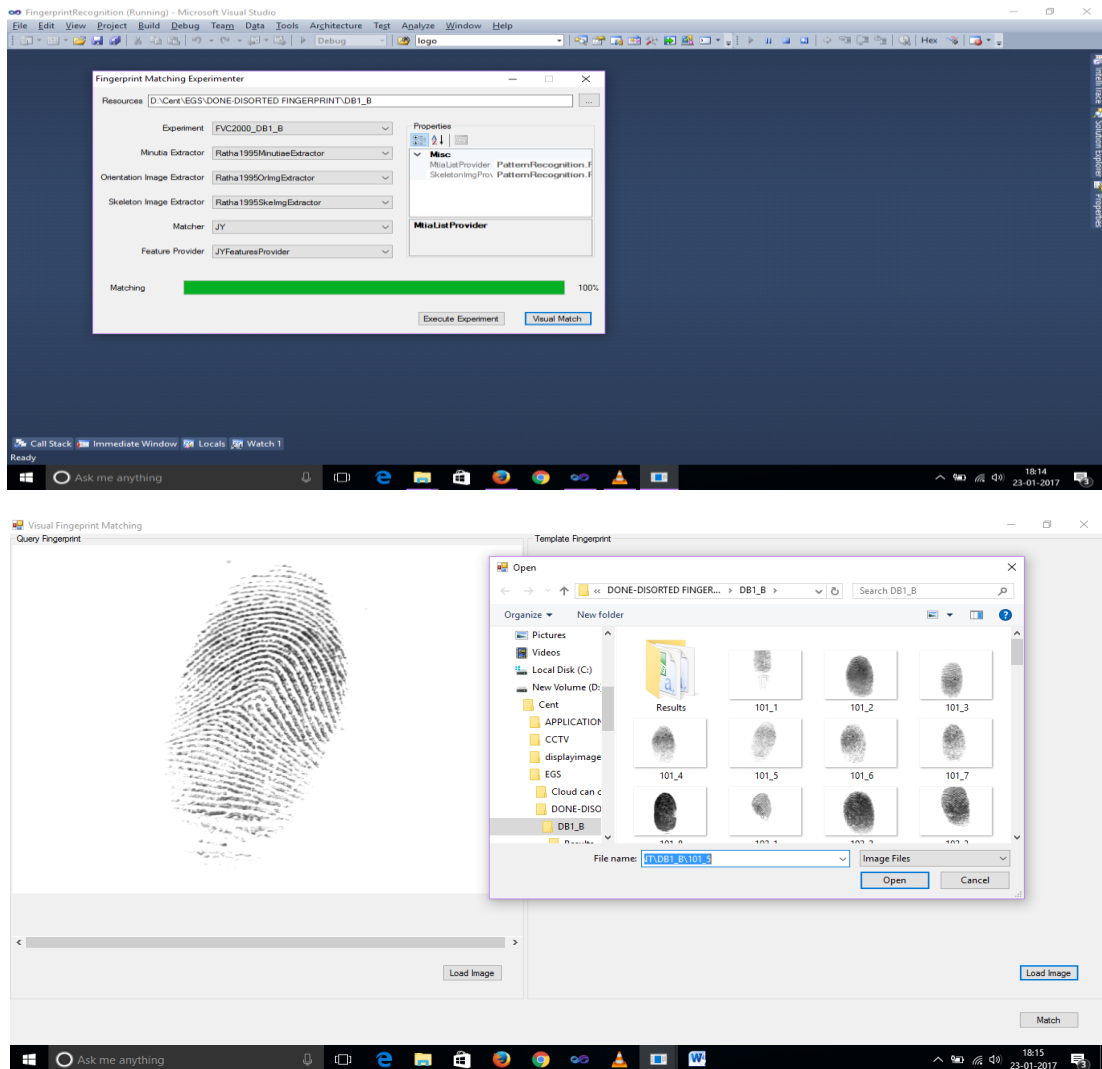 FingerprintRecognition (Running) - Microsoft Visual Studio
File Edit View Project Build Debug Team Data Tools Architecture Test Analyze Window Help
Debug logo Hex
Fingerprint Matching Experimenter
Resources D:\Cent\EGS\DONE-DISORTED FINGERPRINT\DB1_B ...
Experiment FVC2000_DB1_B
Minutia Extractor Ratha1995MinutiaeExtractor
Orientation Image Extractor Ratha1995OrImgExtractor
Skeleton Image Extractor Ratha1995SkeImgExtractor
Matcher JY
Feature Provider JYFeaturesProvider
Properties
Misc
MtiaListProvider PatternRecognition.F
SkeletonImgProv PatternRecognition.F
MtiaListProvider
Matching 100%
Execute Experiment Visual Match
IntelliTrace
Solution Explorer
Properties
Call Stack Immediate Window Locals Watch 1
Ready
Ask me anything
18:14
23-01-2017
Visual Fingeprint Matching
Query Fingerprint
Template Fingerprint
Open
« DONE-DISORTED FINGER... > DB1_B >
Search DB1_B
Organize New folder
Pictures
Videos
Local Disk (C:)
New Volume (D:
Cent
APPLICATION
CCTV
displayimage
EGS
Cloud can c
DONE-DISO
DB1_B
Results
Results 101_1 101_2 101_3
101_4 101_5 101_6 101_7
101_8 102_1 102_2 102_3
File name: NT\DB1_B\101_5 Image Files
Open Cancel
Load Image
Load Image
Match
Ask me anything
18:15
23-01-2017